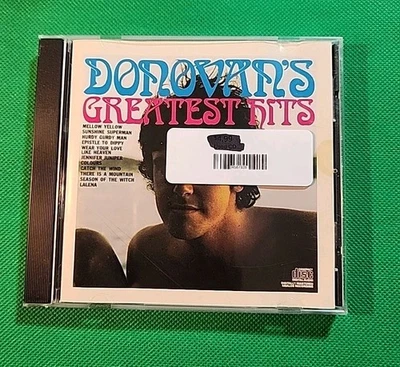 DONOVAN'S
GREATEST HITS
MELLOW YELLOW
SUNSHINE SUPERMAN
HURDY GURDY MAN
EPISTLE TO DIPPY
WEAR YOUR LOVE
LIKE HEAVEN
JENNIFER JUNIPER
COLOURS
CATCH THE WIND
THERE IS A MOUNTAIN
SEASON OF THE WITCH
LALENA
disc